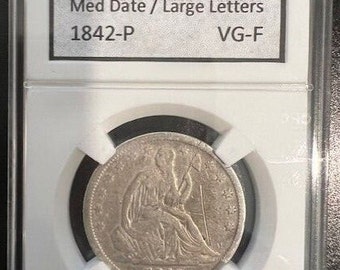 Med Date / Large Letters
1842-P VG-F